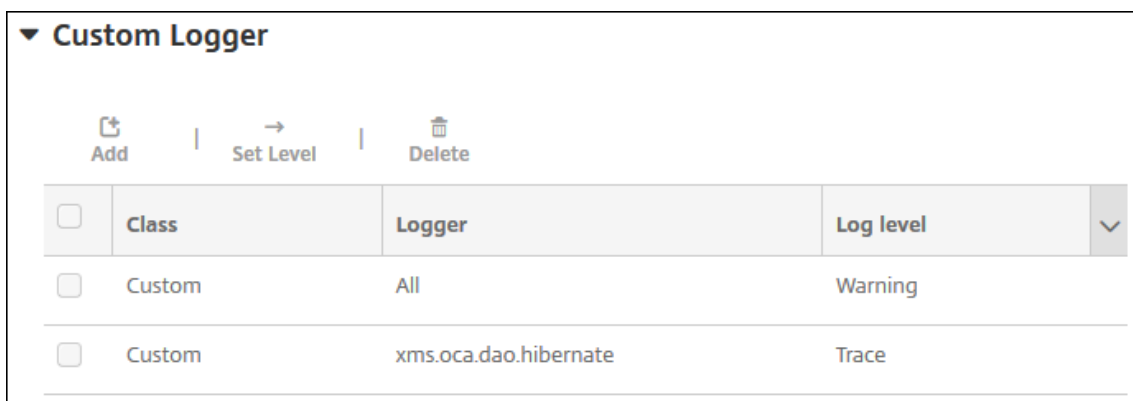 Custom Logger
Add | Set Level | Delete
Class Logger Log level
Custom All Warning
Custom xms.oca.dao.hibernate Trace